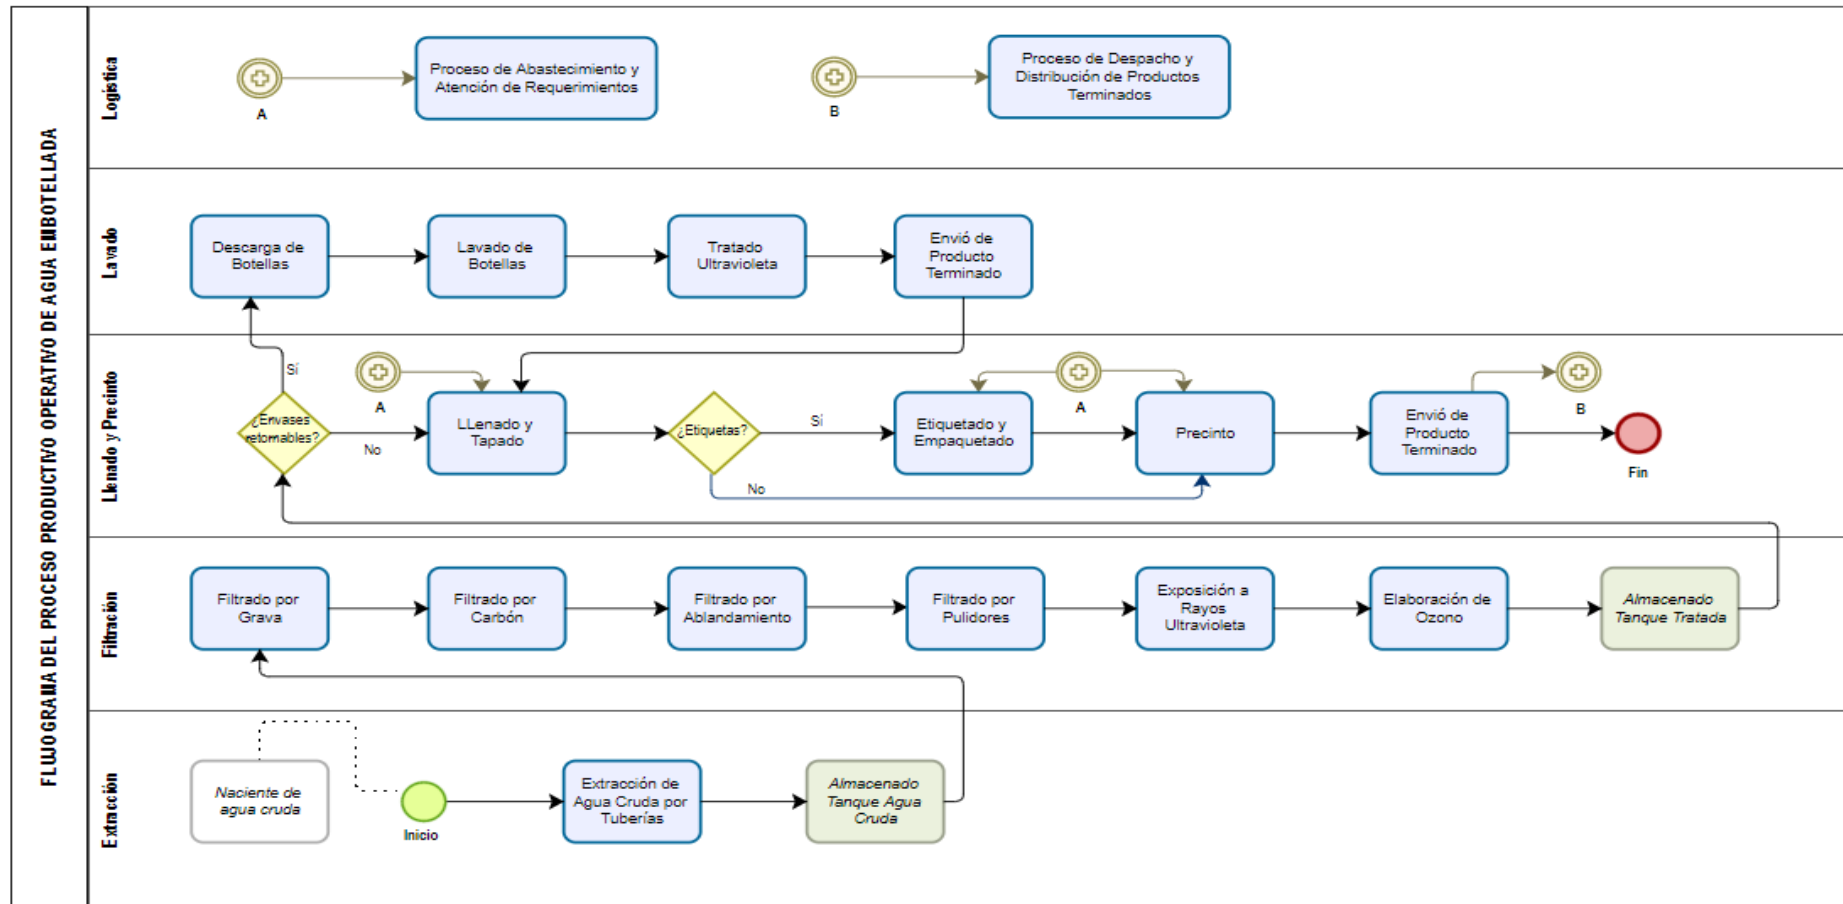 FLUJOGRAMA DEL PROCESO PRODUCTIVO OPERATIVO DE AGUA EMBOTELLADA
Logística
A
Proceso de Abastecimiento y
Atención de Requerimientos
B
Proceso de Despacho y
Distribución de Productos
Terminados
Lavado
Descarga de
Botellas
Lavado de
Botellas
Tratado
Ultravioleta
Envió de
Producto
Terminado
Llenado y Precinto
Sí
¿Envases
retornables?
No
A
LLenado y
Tapado
¿Etiquetas?
Sí
No
Etiquetado y
Empaquetado
A
Precinto
Envió de
Producto
Terminado
B
Fin
Filtración
Filtrado por
Grava
Filtrado por
Carbón
Filtrado por
Ablandamiento
Filtrado por
Pulidores
Exposición a
Rayos
Ultravioleta
Elaboración de
Ozono
Almacenado
Tanque Tratada
Extracción
Naciente de
agua cruda
Inicio
Extracción de
Agua Cruda por
Tuberías
Almacenado
Tanque Agua
Cruda